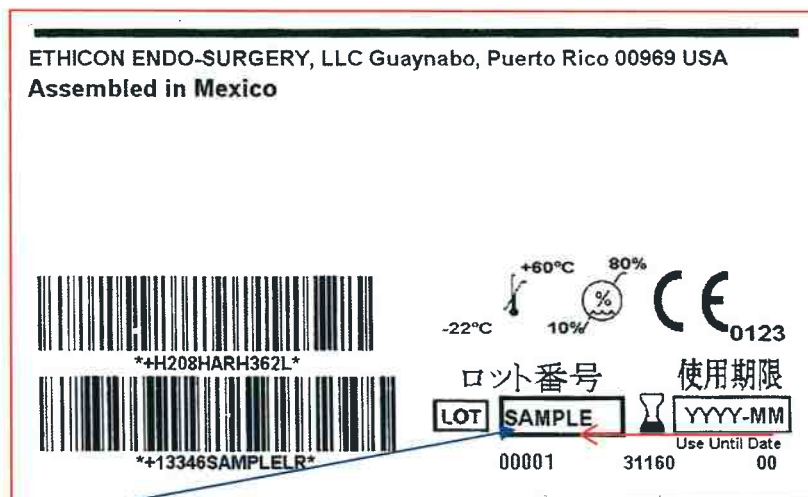 ETHICON ENDO-SURGERY, LLC Guaynabo, Puerto Rico 00969 USA
Assembled in Mexico
+60°C
80%
%
-22°C
10%
CE 0123
*+H208HARH362L*
ロット番号
使用期限
LOT SAMPLE
YYYY-MM
Use Until Date
*+13346SAMPLELR*
00001
31160
00